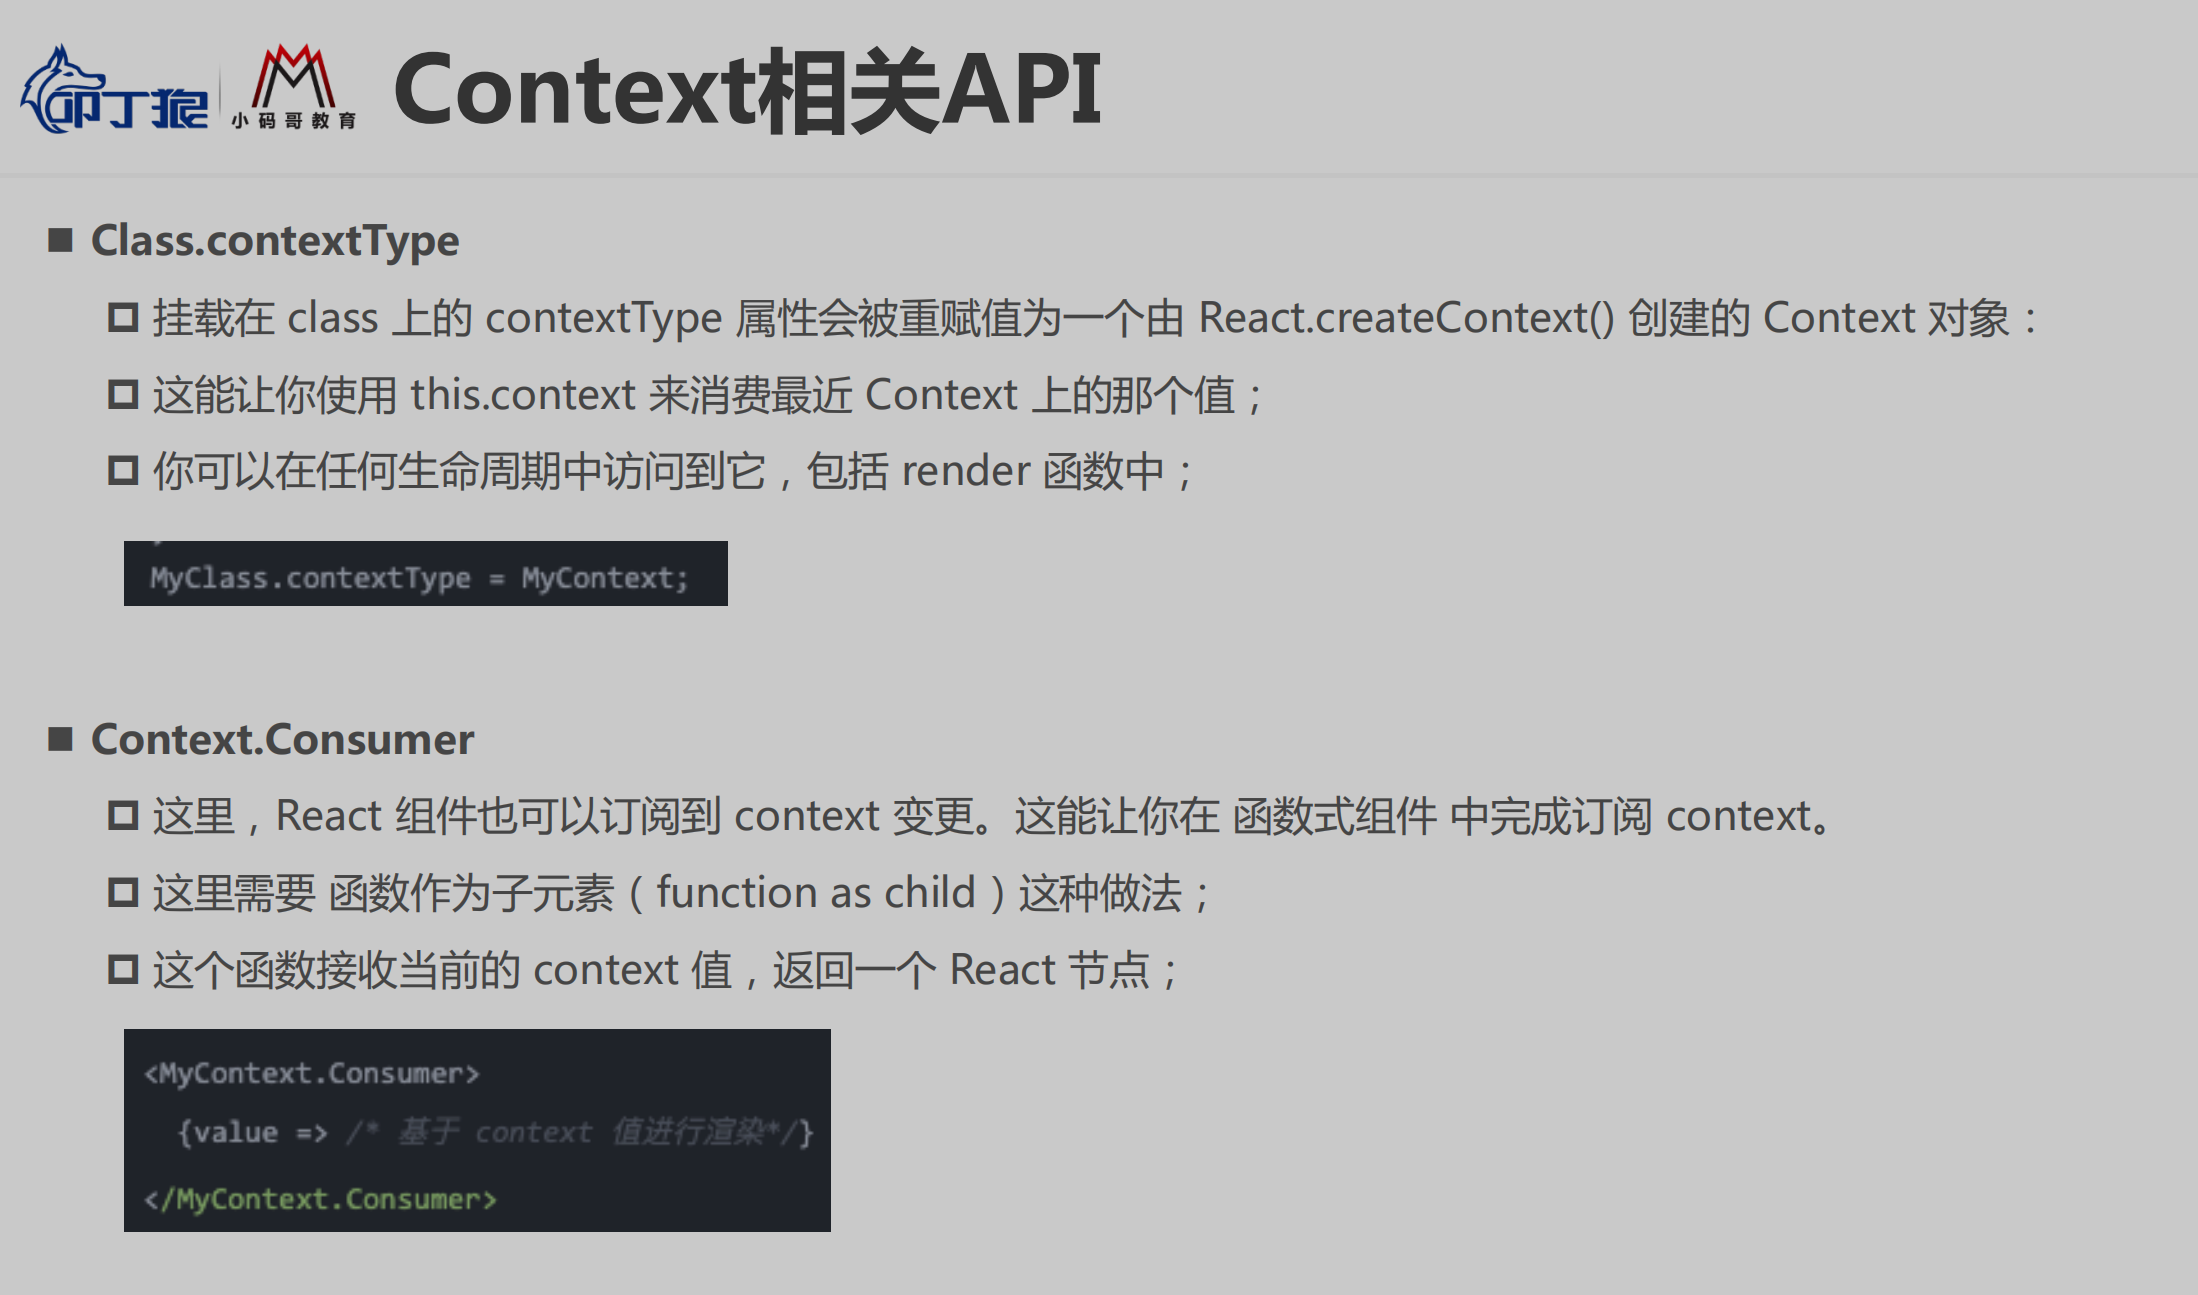 叩丁狼
小码哥教育
Context相关API
Class.contextType
挂载在 class 上的 contextType 属性会被重赋值为一个由 React.createContext() 创建的 Context 对象：
这能让你使用 this.context 来消费最近 Context 上的那个值；
你可以在任何生命周期中访问到它，包括 render 函数中；
MyClass.contextType = MyContext;
Context.Consumer
这里，React 组件也可以订阅到 context 变更。这能让你在 函数式组件 中完成订阅 context。
这里需要 函数作为子元素（function as child）这种做法；
这个函数接收当前的 context 值，返回一个 React 节点；
<MyContext.Consumer>
{value => /* 基于 context 值进行渲染*/}
</MyContext.Consumer>